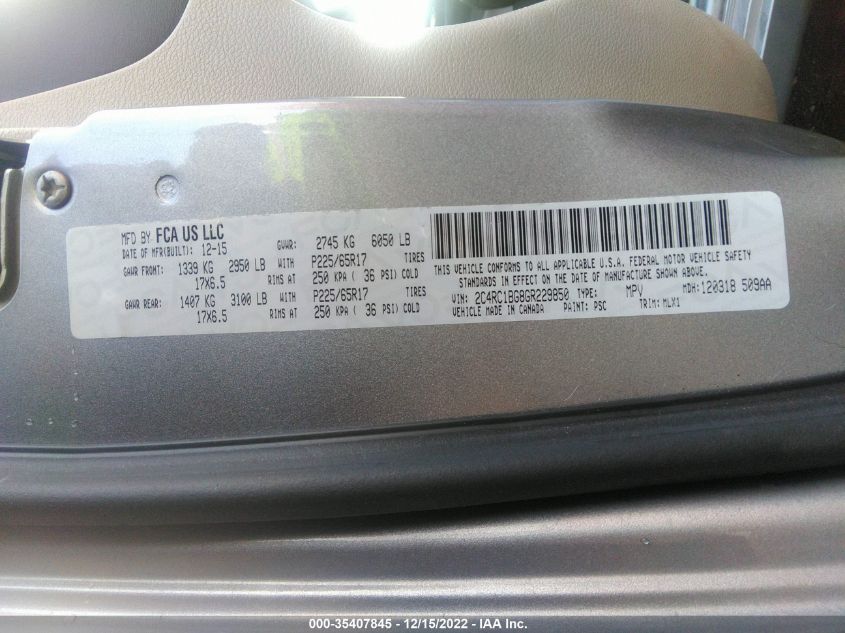 MFD BY FCA US LLC
DATE OF MFR(BUILT): 12-15 GVWR: 2745 KG 6050 LB
GAWR FRONT: 1339 KG 2950 LB WITH P225/65R17 TIRES
17X6.5 RIMS AT 250 KPA ( 36 PSI) COLD
GAWR REAR: 1407 KG 3100 LB WITH P225/65R17 TIRES
17X6.5 RIMS AT 250 KPA ( 36 PSI) COLD
THIS VEHICLE CONFORMS TO ALL APPLICABLE U.S.A. FEDERAL MOTOR VEHICLE SAFETY
STANDARDS IN EFFECT ON THE DATE OF MANUFACTURE SHOWN ABOVE.
VIN: 2C4RC1BG8GR229850 TYPE: MPV MDH: 120318 509AA
VEHICLE MADE IN CANADA PAINT: PSC TRIM: MLX1
000-35407845 - 12/15/2022 - IAA Inc.